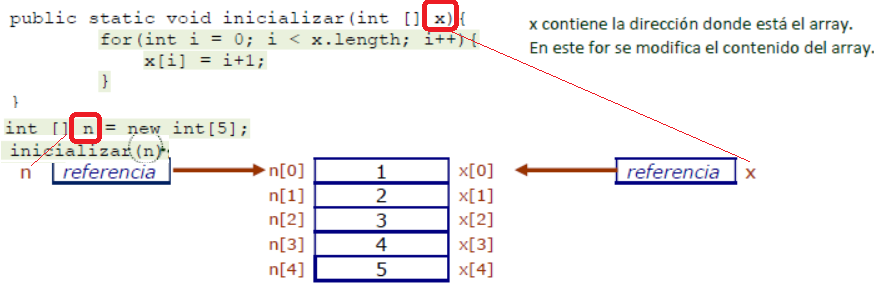 public static void inicializar(int [] x){
for(int i = 0; i < x.length; i++){
x[i] = i+1;
}
}
x contiene la dirección donde está el array.
En este for se modifica el contenido del array.
int [] n = new int[5];
inicializar(n)
n referencia n[0] 1 x[0] referencia x
n[1] 2 x[1]
n[2] 3 x[2]
n[3] 4 x[3]
n[4] 5 x[4]